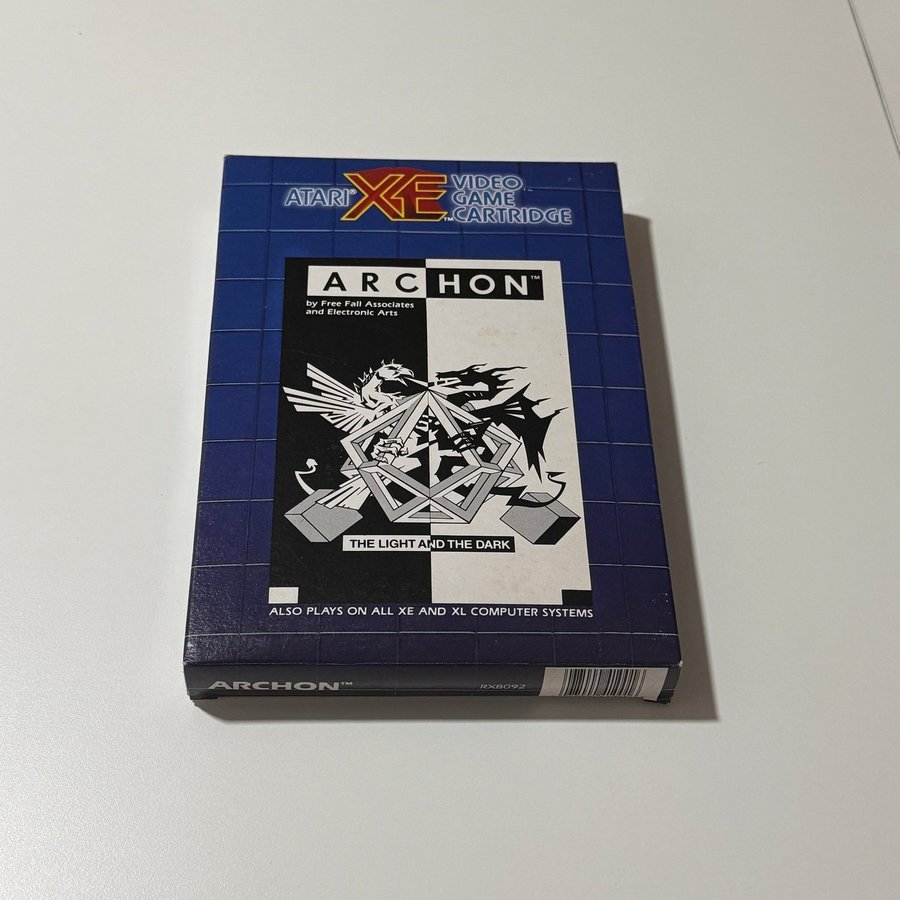 ATARI® XE™ VIDEO
GAME
CARTRIDGE
ARCHON™
by Free Fall Associates
and Electronic Arts
THE LIGHT AND THE DARK
ALSO PLAYS ON ALL XE AND XL COMPUTER SYSTEMS
ARCHON™
RX8092